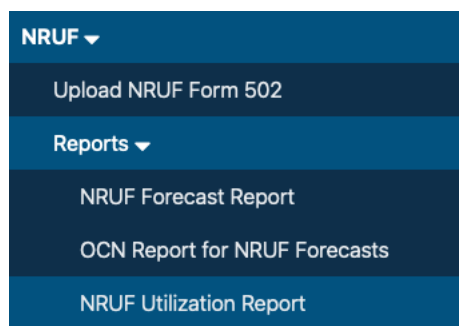 NRUF
Upload NRUF Form 502
Reports
NRUF Forecast Report
OCN Report for NRUF Forecasts
NRUF Utilization Report